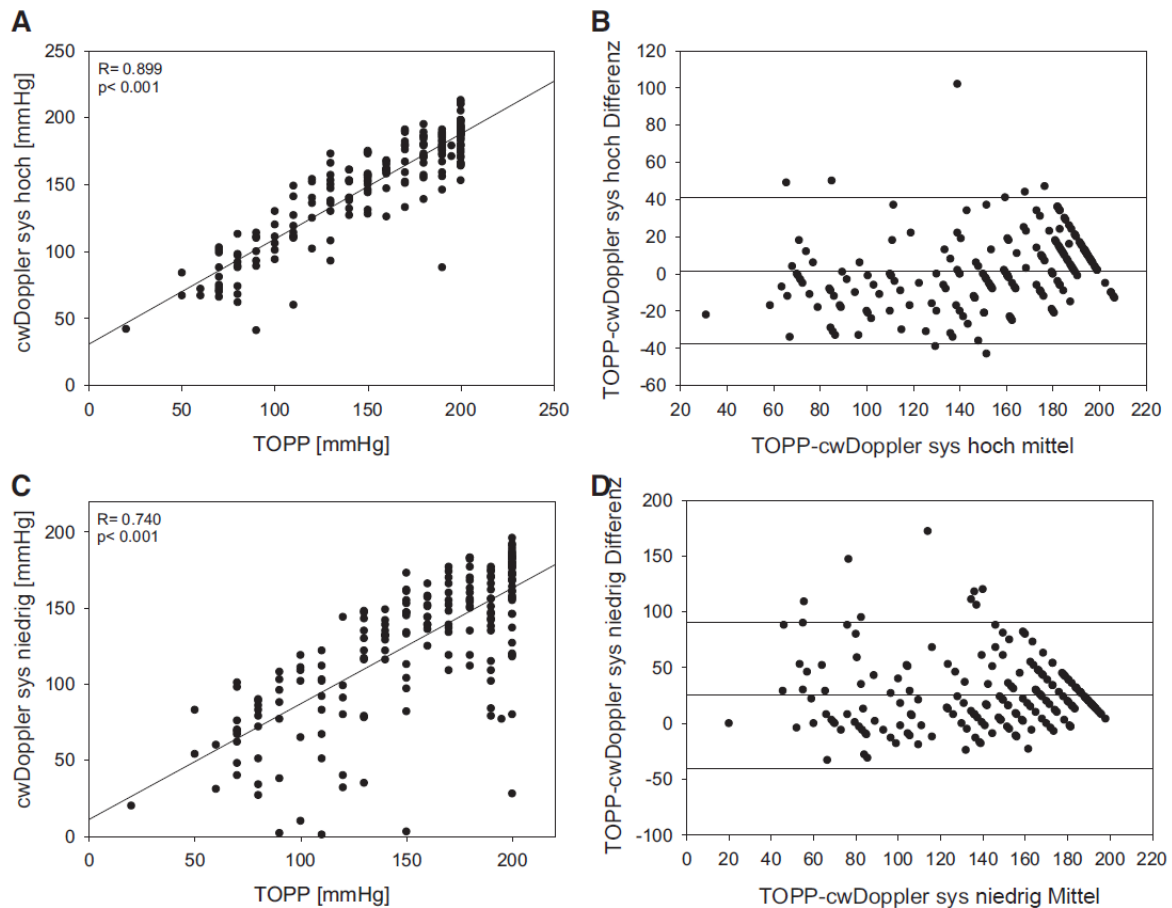 A
250
200
150
100
50
0
R= 0.899
p< 0.001
cwDoppler sys hoch [mmHg]
0 50 100 150 200 250
TOPP [mmHg]
B
120
100
80
60
40
20
0
-20
-40
-60
TOPP-cwDoppler sys hoch Differenz
20 40 60 80 100 120 140 160 180 200 220
TOPP-cwDoppler sys hoch mittel
C
200
150
100
50
0
R= 0.740
p< 0.001
cwDoppler sys niedrig [mmHg]
0 50 100 150 200
TOPP [mmHg]
D
200
150
100
50
0
-50
-100
TOPP-cwDoppler sys niedrig Differenz
0 20 40 60 80 100 120 140 160 180 200 220
TOPP-cwDoppler sys niedrig Mittel